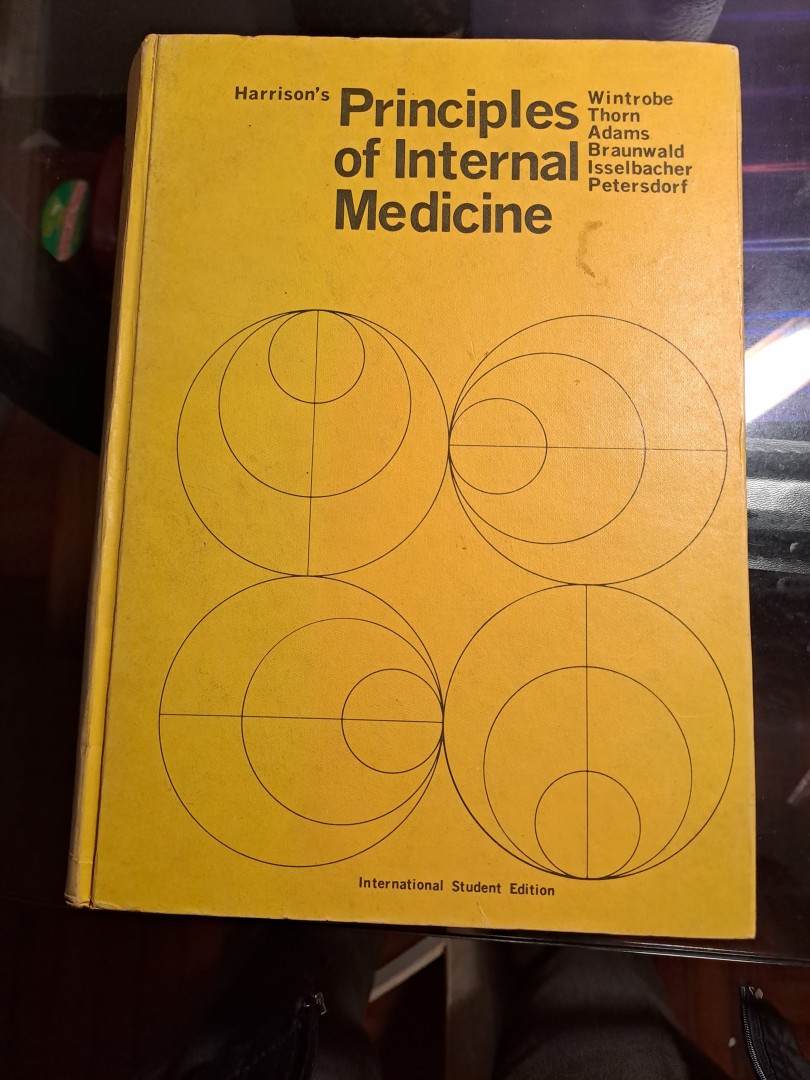 Harrison's
Principles
of Internal
Medicine
Wintrobe
Thorn
Adams
Braunwald
Isselbacher
Petersdorf
International Student Edition